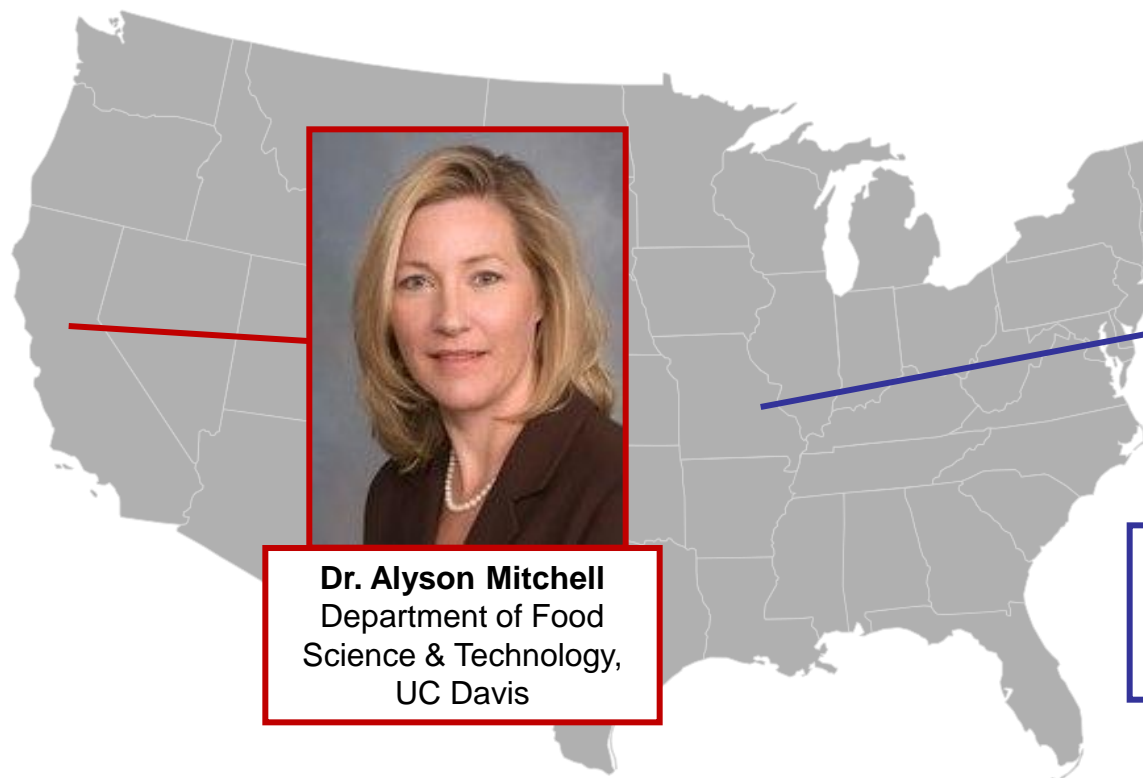 Dr. Alyson Mitchell
Department of Food
Science & Technology,
UC Davis